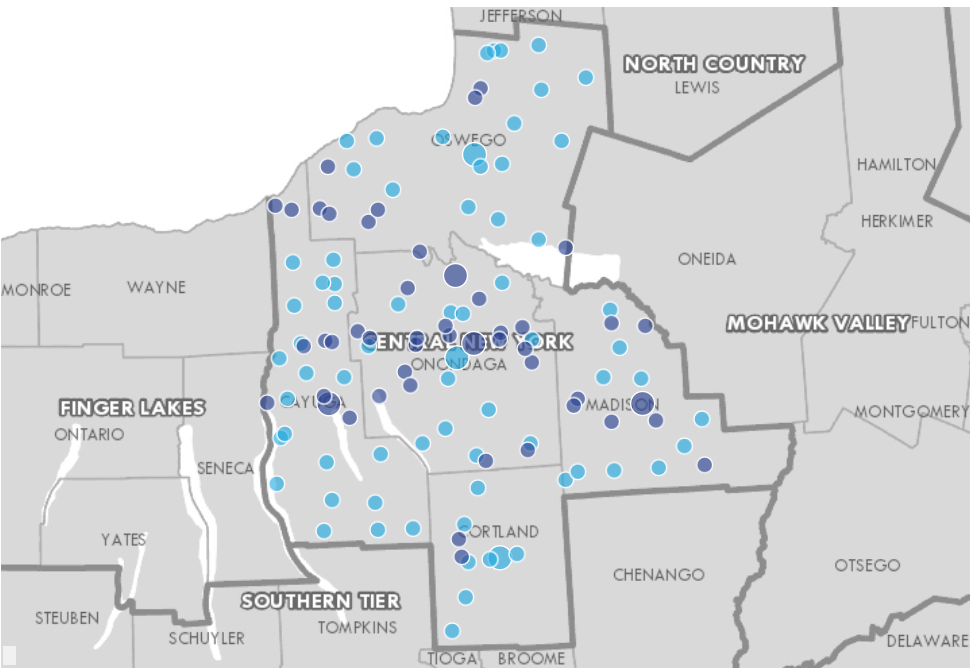 JEFFERSON
NORTH COUNTRY
LEWIS
OSWEGO
HAMILTON
HERKIMER
ONEIDA
MONROE
WAYNE
MOHAWK VALLEY
FULTON
CENTRAL NEW YORK
ONONDAGA
FINGER LAKES
CAYUGA
MADISON
MONTGOMERY
ONTARIO
SENECA
CORTLAND
YATES
OTSEGO
CHENANGO
SOUTHERN TIER
STEUBEN
TOMPKINS
SCHUYLER
DELAWARE
TIOGA
BROOME